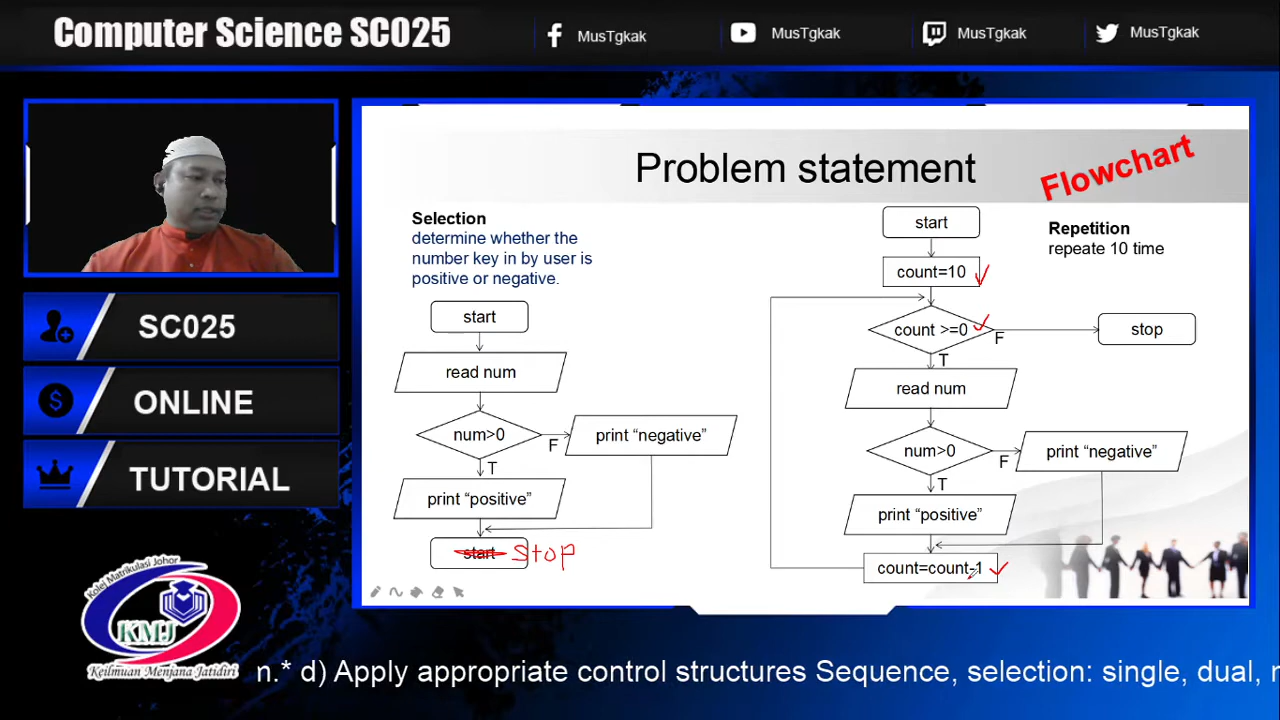 Computer Science SC025
MusTgkak
MusTgkak
MusTgkak
MusTgkak
SC025
ONLINE
TUTORIAL
Kolej Matrikulasi Johor
KMJ
Keilmuan Menjana Jatidiri
Problem statement
Flowchart
Selection
determine whether the
number key in by user is
positive or negative.
start
read num
num>0
F
print “negative”
T
print “positive”
start STOP
start
Repetition
repeate 10 time
count=10
count >=0
F
stop
T
read num
num>0
F
print “negative”
T
print “positive”
count=count-1
n.* d) Apply appropriate control structures Sequence, selection: single, dual,